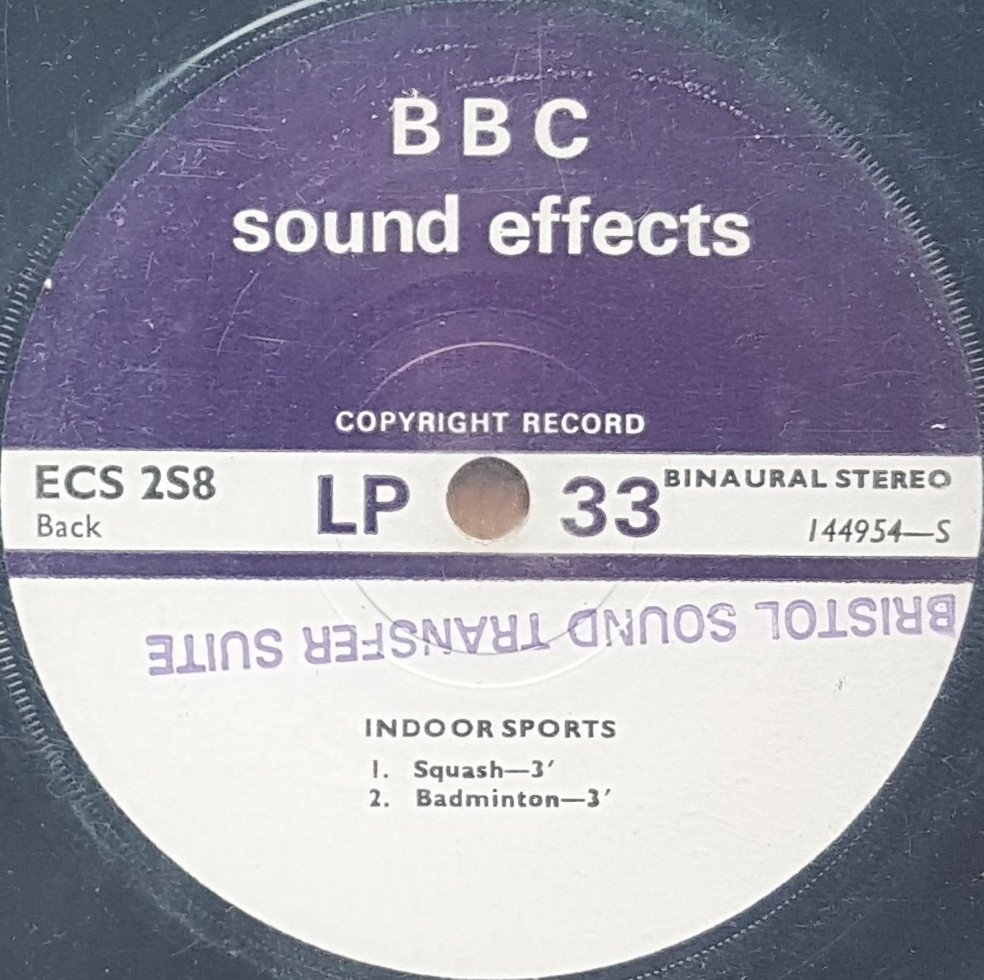 BBC
sound effects
COPYRIGHT RECORD
ECS 2S8
Back
LP 33
BINAURAL STEREO
144954—S
BRISTOL SOUND TRANSFER SUITE
INDOOR SPORTS
1. Squash—3′
2. Badminton—3′